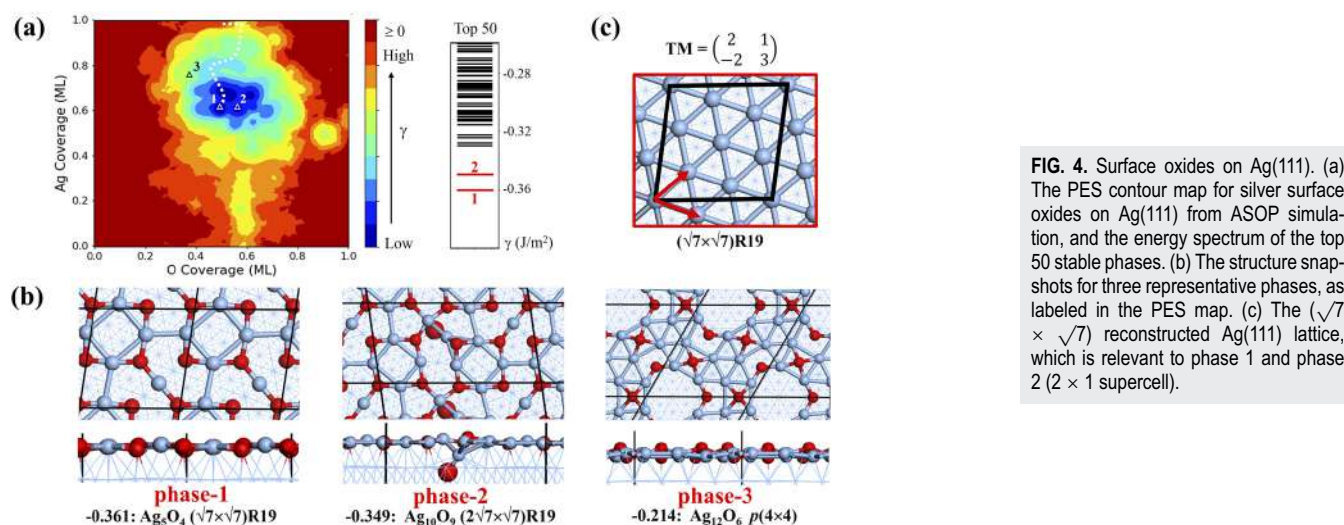 (a)
1.0
0.8
0.6
0.4
0.2
0.0
Ag Coverage (ML)
0.0 0.2 0.4 0.6 0.8 1.0
O Coverage (ML)
3
1 2
≥ 0
High
γ
Low
Top 50
-0.28
-0.32
2
-0.36
1
γ (J/m²)
(c)
TM = (2 1
-2 3)
(√7×√7)R19
(b)
phase-1
-0.361: Ag₅O₄ (√7×√7)R19
phase-2
-0.349: Ag₁₀O₉ (2√7×√7)R19
phase-3
-0.214: Ag₁₂O₆ p(4×4)
FIG. 4. Surface oxides on Ag(111). (a)
The PES contour map for silver surface
oxides on Ag(111) from ASOP simula-
tion, and the energy spectrum of the top
50 stable phases. (b) The structure snap-
shots for three representative phases, as
labeled in the PES map. (c) The (√7
× √7) reconstructed Ag(111) lattice,
which is relevant to phase 1 and phase
2 (2 × 1 supercell).